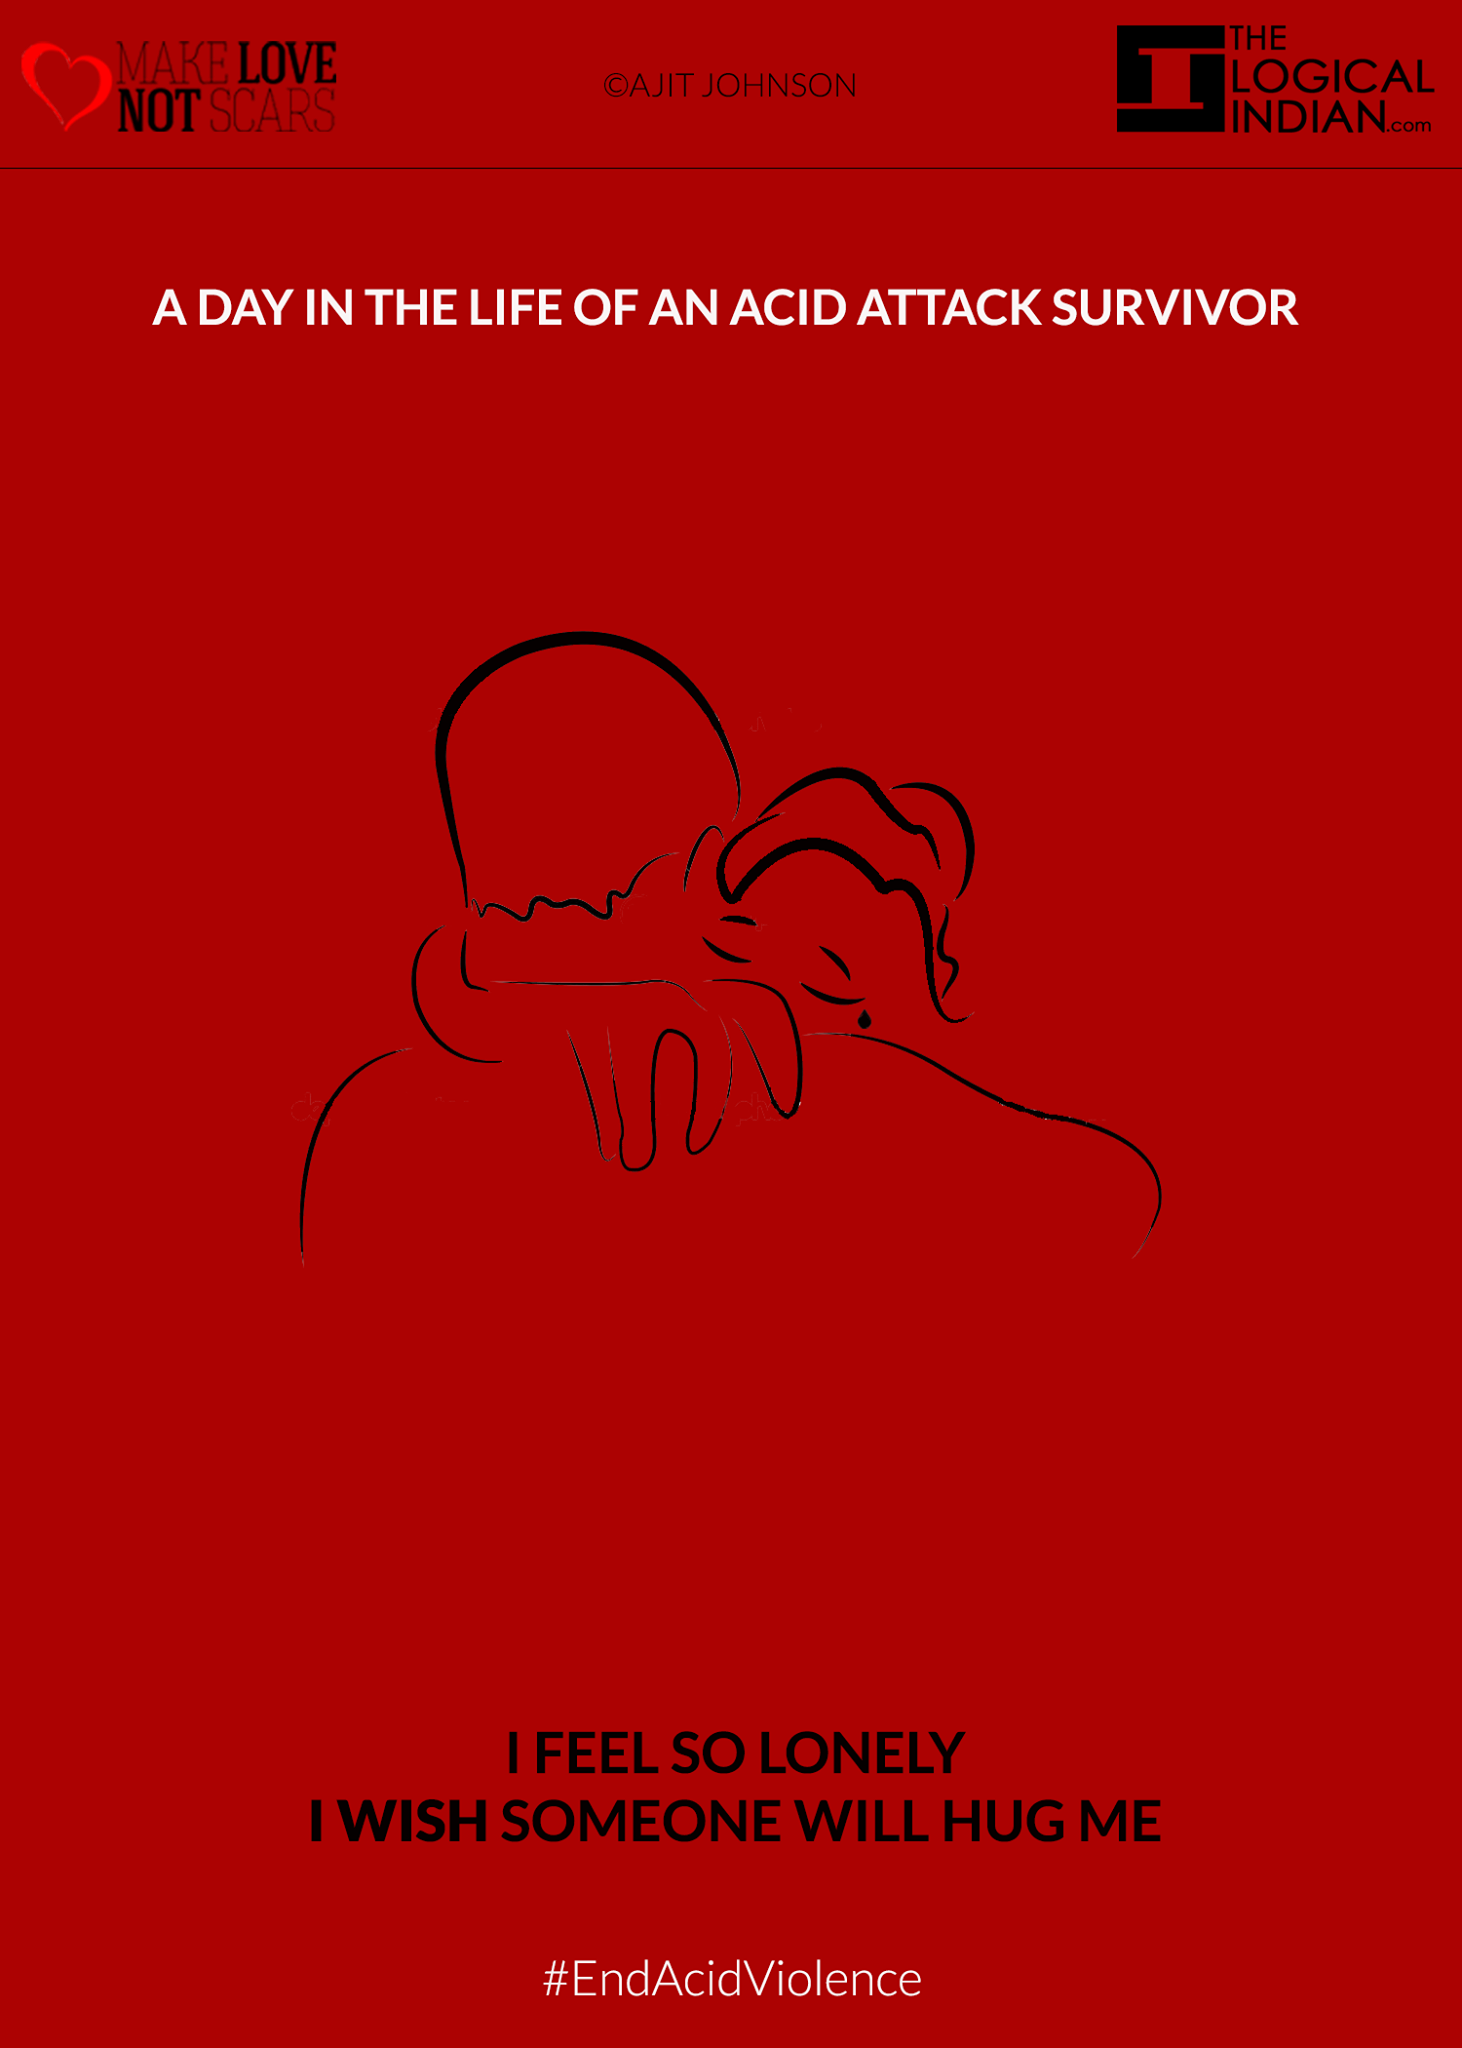 MAKE LOVE
NOT SCARS
©AJIT JOHNSON
THE
LOGICAL
INDIAN.com
A DAY IN THE LIFE OF AN ACID ATTACK SURVIVOR
I FEEL SO LONELY
I WISH SOMEONE WILL HUG ME
#EndAcidViolence